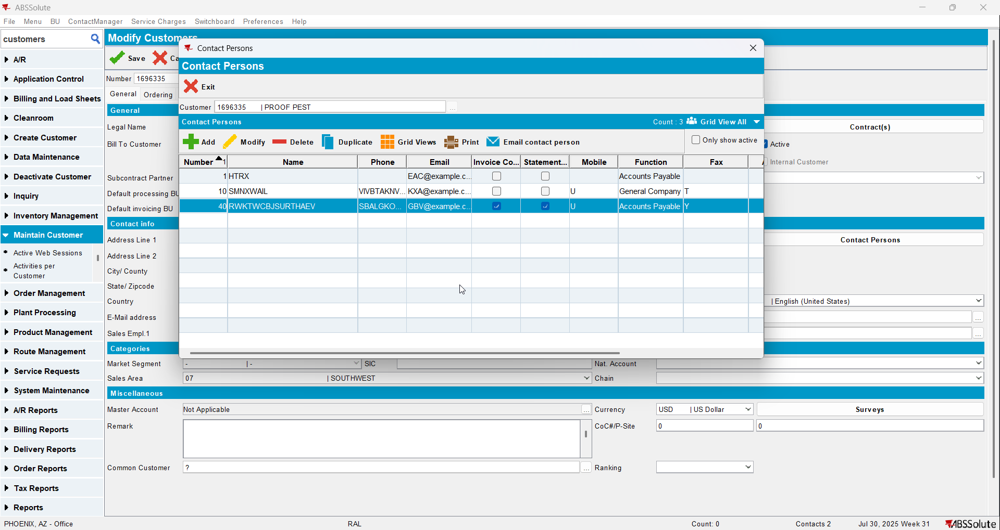 ABSSolute
File Menu BU ContactManager Service Charges Switchboard Preferences Help
customers
Modify Customers
Save
Contact Persons
Contact Persons
Exit
Number 1696335
General Ordering
Customer 1696335 | PROOF PEST ...
Contact Persons Count : 3 Grid View All
Add Modify Delete Duplicate Grid Views Print Email contact person Only show active
Number 1 Name Phone Email Invoice Co... Statement... Mobile Function Fax
1 HTRX EAC@example.c... Accounts Payable
10 SMNXWAIL VIVBTAKNV... KXA@example.c... U General Company T
40 RWKTWCBJSURTHAEV SBALGKO... GBV@example.c... U Accounts Payable Y
A/R
Application Control
Billing and Load Sheets
Cleanroom
Create Customer
Data Maintenance
Deactivate Customer
Inquiry
Inventory Management
Maintain Customer
Active Web Sessions
Activities per
Customer
Order Management
Plant Processing
Product Management
Route Management
Service Requests
System Maintenance
A/R Reports
Billing Reports
Delivery Reports
Order Reports
Tax Reports
Reports
General
Legal Name
Contract(s)
Bill To Customer
Active
Internal Customer
Subcontract Partner
Default processing BU
Default invoicing BU
Contact info
Address Line 1
Contact Persons
Address Line 2
City/ County
State/ Zipcode
Country
| English (United States)
E-Mail address
...
Sales Empl.1
...
Categories
Market Segment - | - SIC Nat. Account
Sales Area 07 | SOUTHWEST Chain
Miscellaneous
Master Account Not Applicable ... Currency USD | US Dollar Surveys
Remark CoC#/P-Site 0 0
Common Customer ? ... Ranking
PHOENIX, AZ - Office RAL Count: 0 Contacts 2 Jul 30, 2025 Week 31 ABSSolute